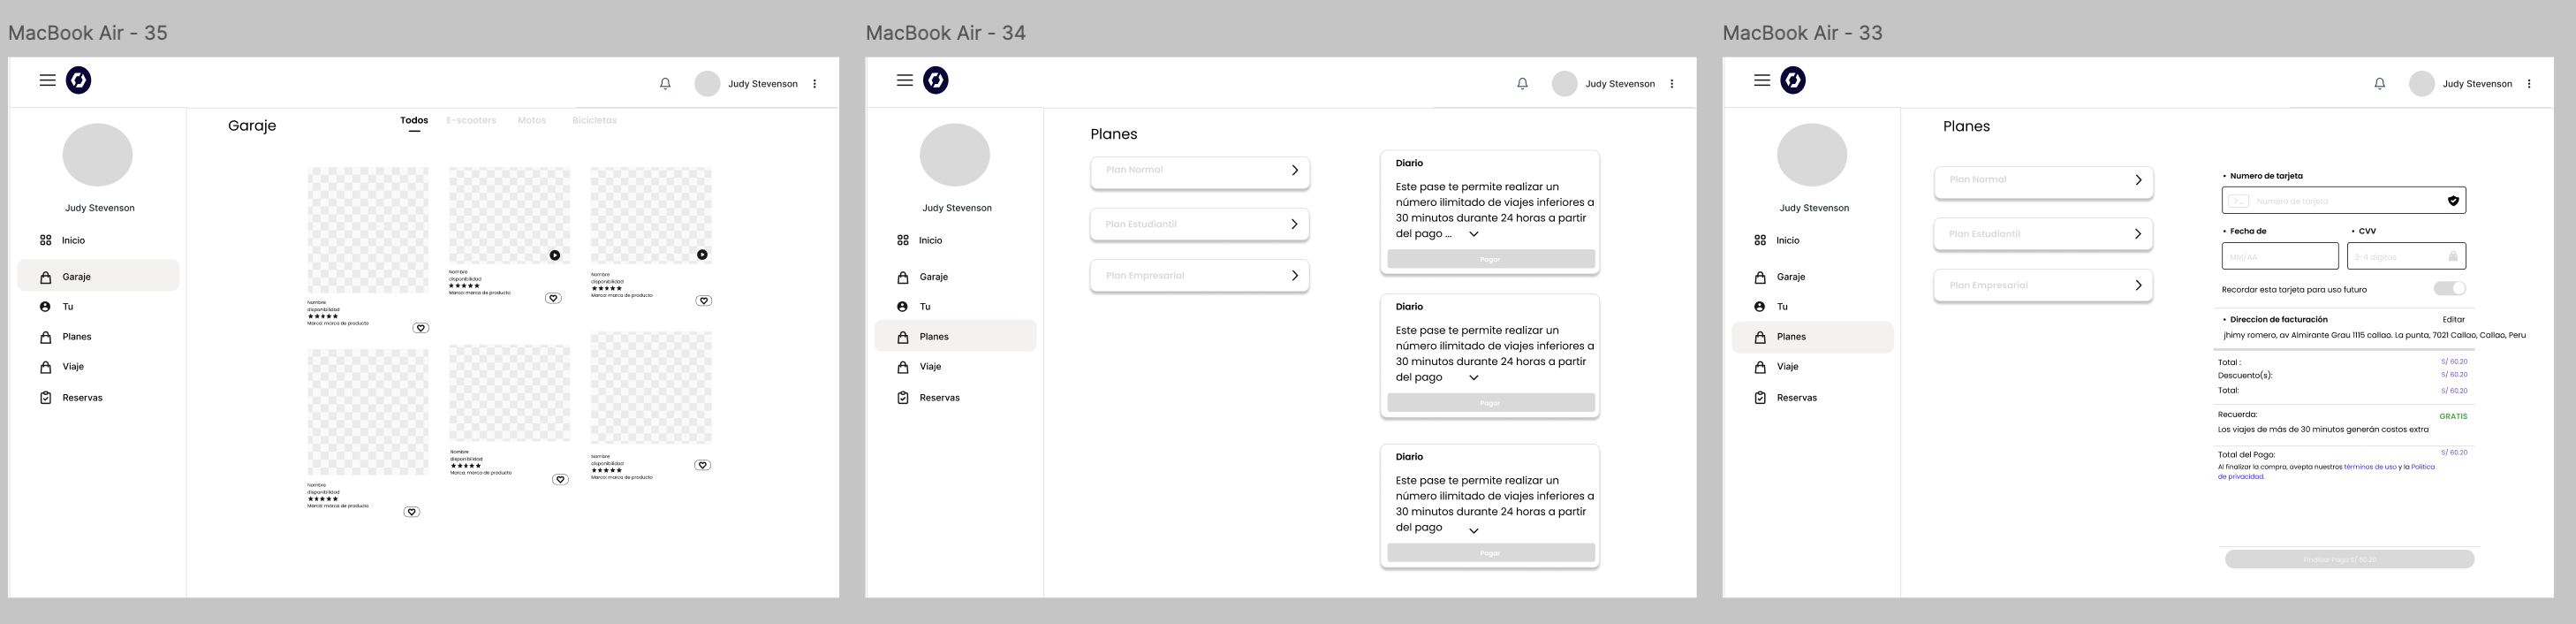 MacBook Air - 35
Judy Stevenson
Judy Stevenson
Inicio
Garaje
Tu
Planes
Viaje
Reservas
Garaje
Todos E-scooters Motos Bicicletas
Nombre
disponibilidad
Marca: marca de producto
Nombre
disponibilidad
Marca: marca de producto
Nombre
disponibilidad
Marca: marca de producto
Nombre
disponibilidad
Marca: marca de producto
Nombre
disponibilidad
Marca: marca de producto
Nombre
disponibilidad
Marca: marca de producto
MacBook Air - 34
Judy Stevenson
Judy Stevenson
Inicio
Garaje
Tu
Planes
Viaje
Reservas
Planes
Plan Normal
Plan Estudiantil
Plan Empresarial
Diario
Este pase te permite realizar un
número ilimitado de viajes inferiores a
30 minutos durante 24 horas a partir
del pago ...
Pagar
Diario
Este pase te permite realizar un
número ilimitado de viajes inferiores a
30 minutos durante 24 horas a partir
del pago
Pagar
Diario
Este pase te permite realizar un
número ilimitado de viajes inferiores a
30 minutos durante 24 horas a partir
del pago
Pagar
MacBook Air - 33
Judy Stevenson
Judy Stevenson
Inicio
Garaje
Tu
Planes
Viaje
Reservas
Planes
Plan Normal
Plan Estudiantil
Plan Empresarial
• Numero de tarjeta
Numero de tarjeta
• Fecha de • CVV
MM/AA 3-4 digitos
Recordar esta tarjeta para uso futuro
• Direccion de facturación Editar
jhimy romero, av Almirante Grau 1115 callao. La punta, 7021 Callao, Callao, Peru
Total : S/ 60.20
Descuento(s): S/ 60.20
Total: S/ 60.20
Recuerda: GRATIS
Los viajes de más de 30 minutos generán costos extra
Total del Pago: S/ 60.20
Al finalizar la compra, avepta nuestros términos de uso y la Política
de privacidad.
Finalizar Pago S/ 60.20